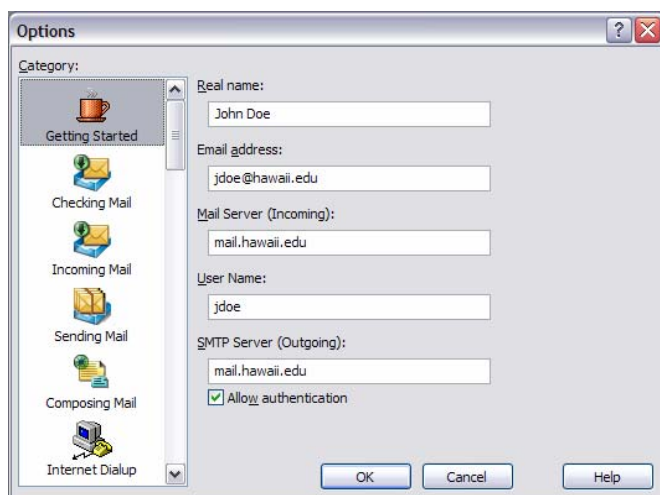 Options
Category:
Getting Started
Checking Mail
Incoming Mail
Sending Mail
Composing Mail
Internet Dialup
Real name:
John Doe
Email address:
jdoe@hawaii.edu
Mail Server (Incoming):
mail.hawaii.edu
User Name:
jdoe
SMTP Server (Outgoing):
mail.hawaii.edu
Allow authentication
OK
Cancel
Help